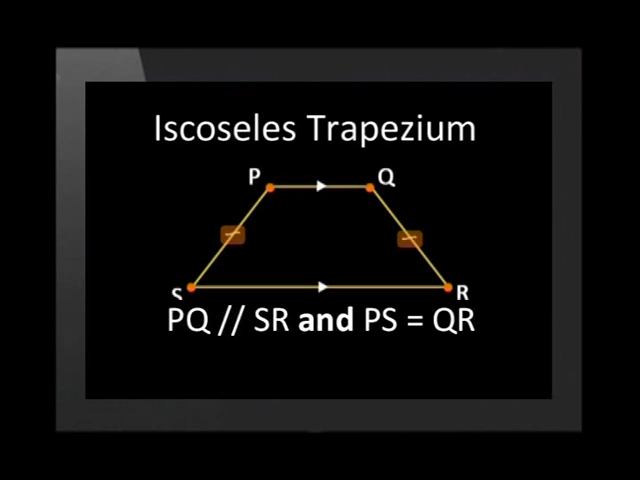 Iscoseles Trapezium
P Q
S R
PQ // SR and PS = QR